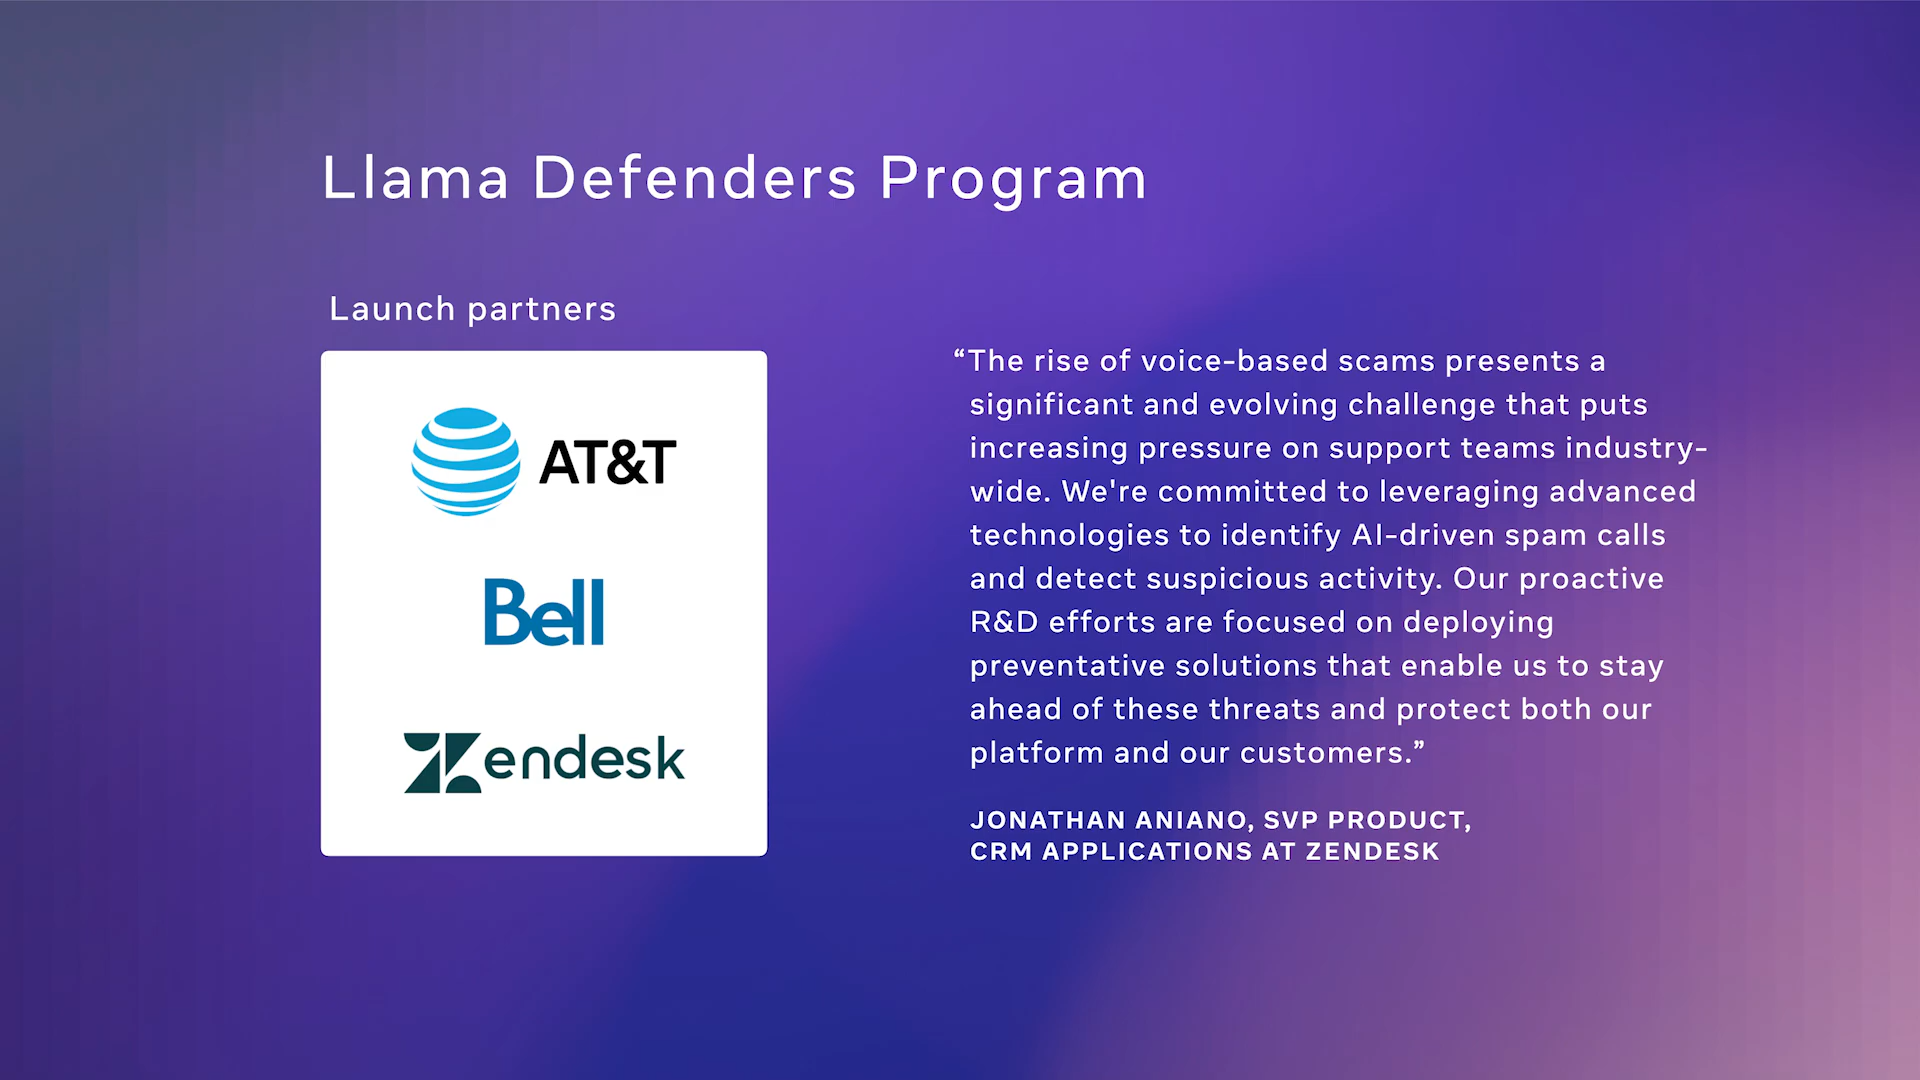 Llama Defenders Program
Launch partners
AT&T
Bell
Zendesk
“The rise of voice-based scams presents a
significant and evolving challenge that puts
increasing pressure on support teams industry-
wide. We're committed to leveraging advanced
technologies to identify AI-driven spam calls
and detect suspicious activity. Our proactive
R&D efforts are focused on deploying
preventative solutions that enable us to stay
ahead of these threats and protect both our
platform and our customers.”
JONATHAN ANIANO, SVP PRODUCT,
CRM APPLICATIONS AT ZENDESK